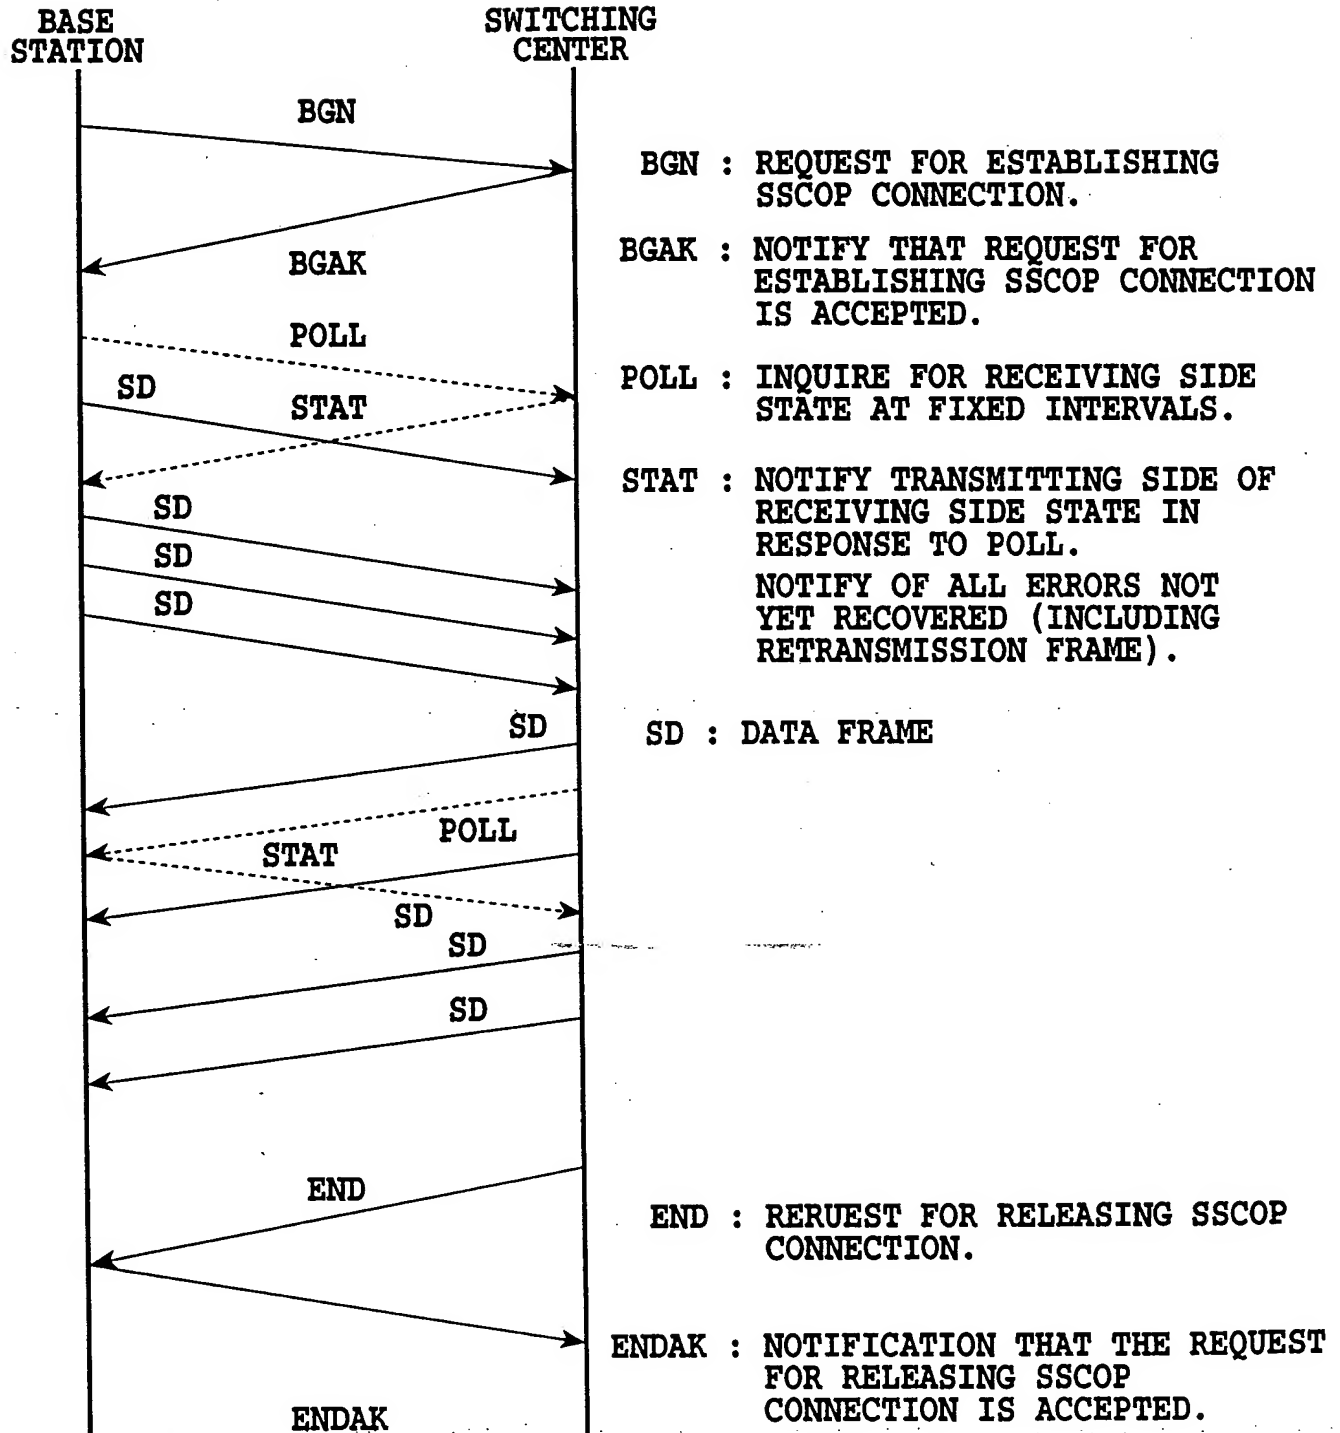 BASE
STATION
SWITCHING
CENTER
BGN
BGAK
POLL
SD
STAT
SD
SD
SD
SD
POLL
STAT
SD
SD
SD
END
ENDAK
BGN : REQUEST FOR ESTABLISHING
SSCOP CONNECTION.
BGAK : NOTIFY THAT REQUEST FOR
ESTABLISHING SSCOP CONNECTION
IS ACCEPTED.
POLL : INQUIRE FOR RECEIVING SIDE
STATE AT FIXED INTERVALS.
STAT : NOTIFY TRANSMITTING SIDE OF
RECEIVING SIDE STATE IN
RESPONSE TO POLL.
NOTIFY OF ALL ERRORS NOT
YET RECOVERED (INCLUDING
RETRANSMISSION FRAME).
SD : DATA FRAME
END : RERUEST FOR RELEASING SSCOP
CONNECTION.
ENDAK : NOTIFICATION THAT THE REQUEST
FOR RELEASING SSCOP
CONNECTION IS ACCEPTED.